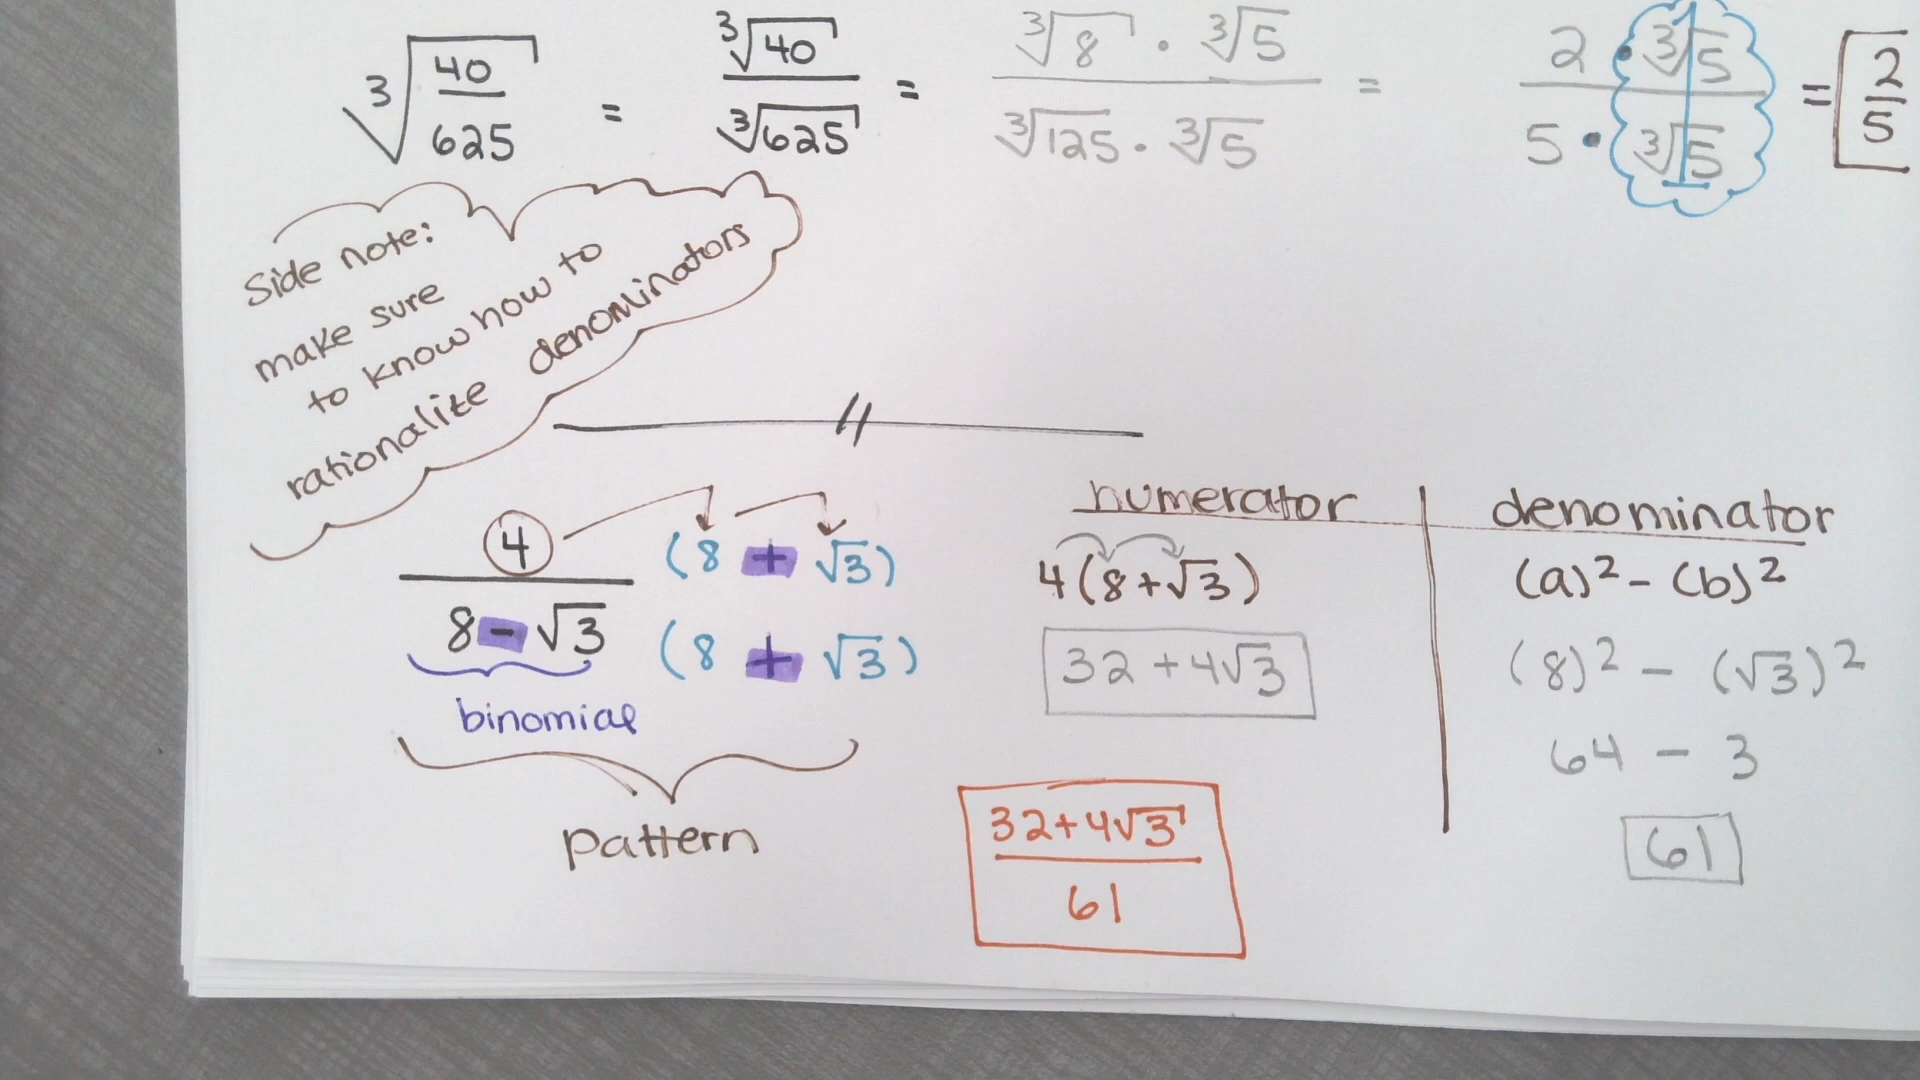 ∛(40/625) = ∛40/∛625 = (∛8 · ∛5)/(∛125 · ∛5) = (2 · ∛5)/(5 · ∛5) = 2/5
Side note:
make sure
to know how to
rationalize denominators
4 (8 + √3)
8 - √3 (8 + √3)
binomial
pattern
numerator
4(8+√3)
32 + 4√3
denominator
(a)² - (b)²
(8)² - (√3)²
64 - 3
61
32+4√3
61